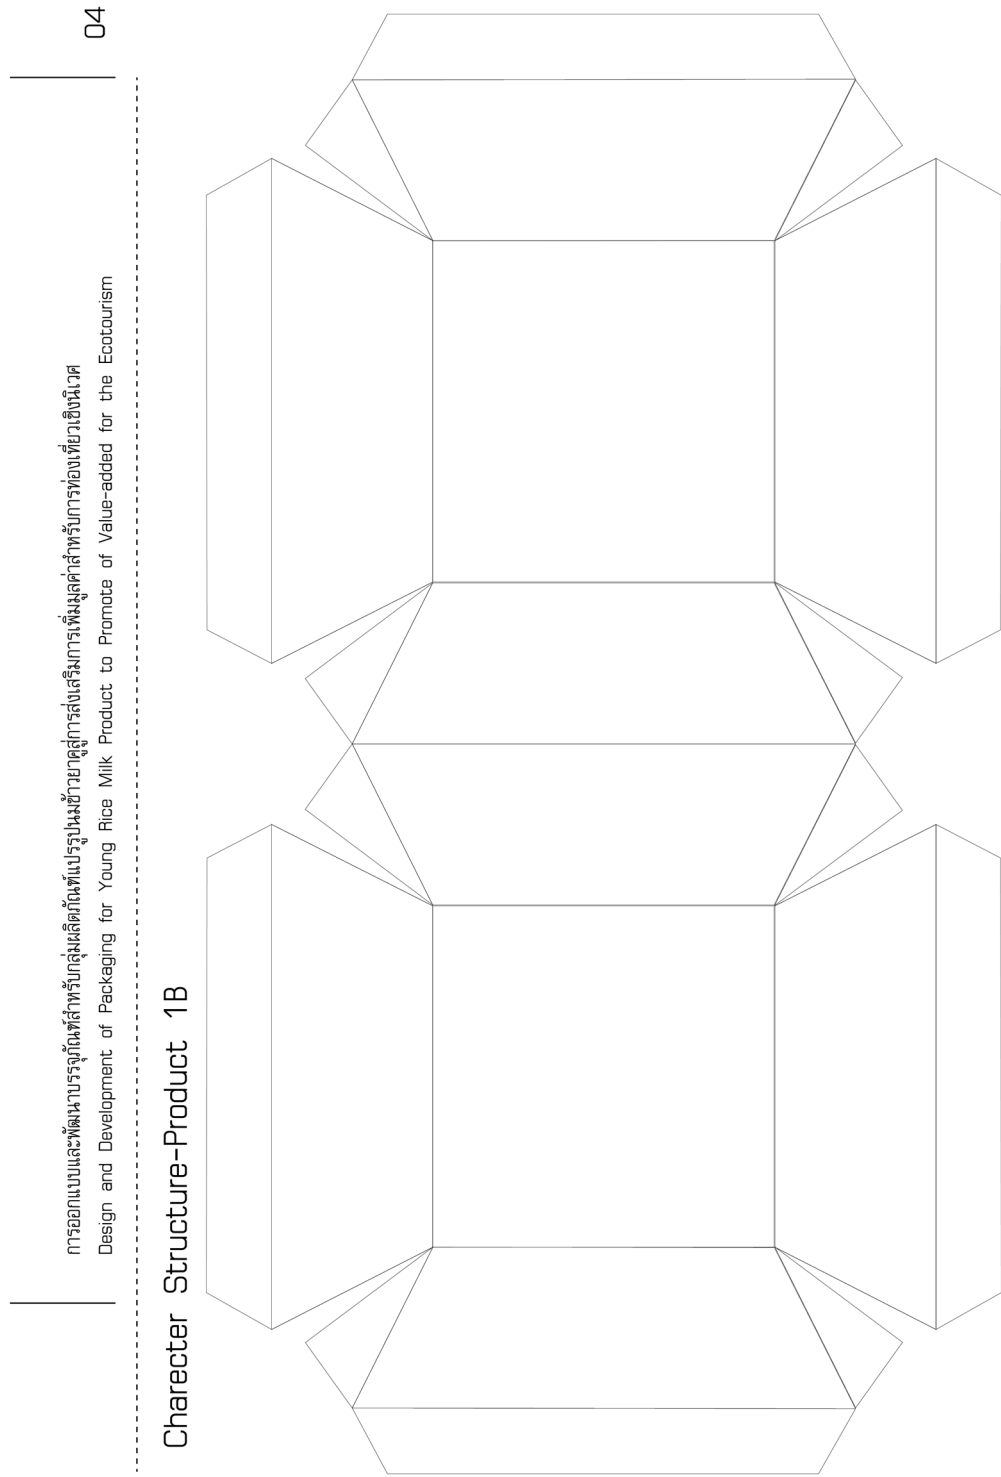 04
การออกแบบและพัฒนาบรรจุภัณฑ์สำหรับกลุ่มผลิตภัณฑ์แปรรูปนมข้าวยาคูสู่การส่งเสริมการเพิ่มมูลค่าสำหรับการท่องเที่ยวเชิงนิเวศ
Design and Development of Packaging for Young Rice Milk Product to Promote of Value-added for the Ecotourism
Charecter Structure-Product 1B